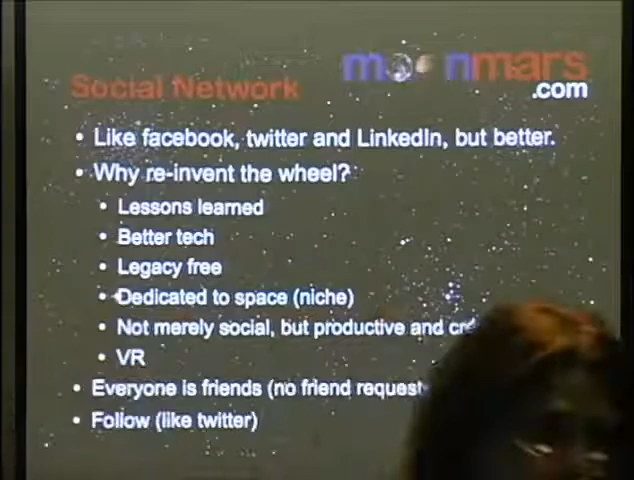 moonmars
.com
Social Network
• Like facebook, twitter and LinkedIn, but better.
• Why re-invent the wheel?
• Lessons learned
• Better tech
• Legacy free
• Dedicated to space (niche)
• Not merely social, but productive and
• VR
• Everyone is friends (no friend request
• Follow (like twitter)